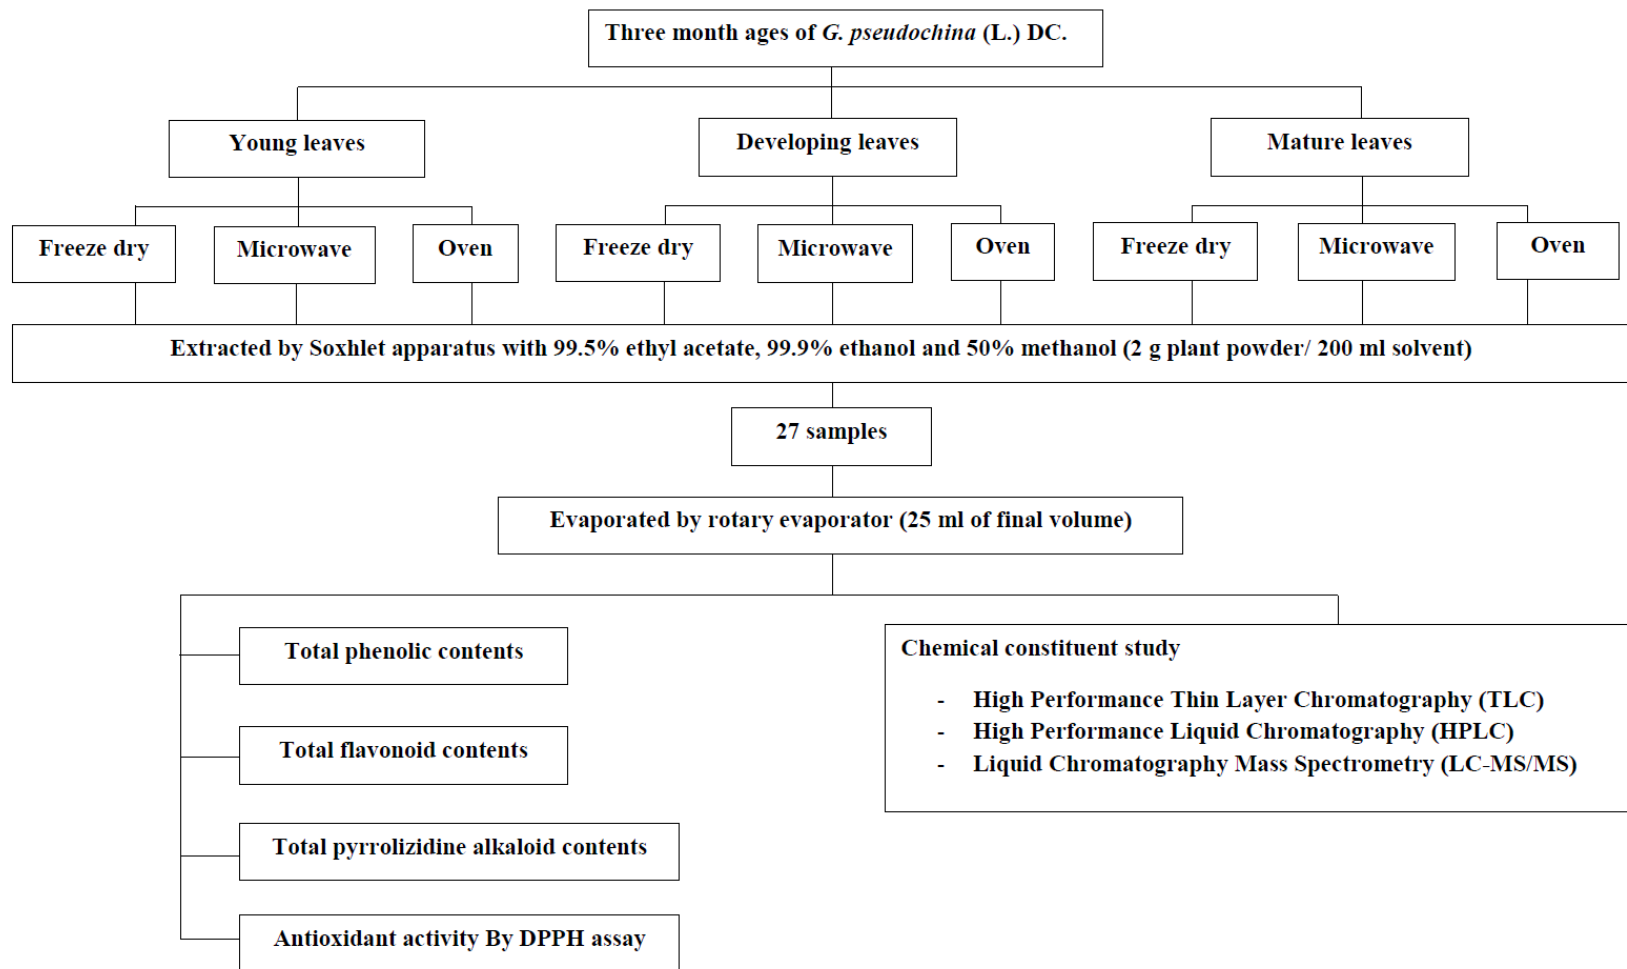 Three month ages of G. pseudochina (L.) DC.
Young leaves
Developing leaves
Mature leaves
Freeze dry
Microwave
Oven
Freeze dry
Microwave
Oven
Freeze dry
Microwave
Oven
Extracted by Soxhlet apparatus with 99.5% ethyl acetate, 99.9% ethanol and 50% methanol (2 g plant powder/ 200 ml solvent)
27 samples
Evaporated by rotary evaporator (25 ml of final volume)
Total phenolic contents
Total flavonoid contents
Total pyrrolizidine alkaloid contents
Antioxidant activity By DPPH assay
Chemical constituent study
- High Performance Thin Layer Chromatography (TLC)
- High Performance Liquid Chromatography (HPLC)
- Liquid Chromatography Mass Spectrometry (LC-MS/MS)